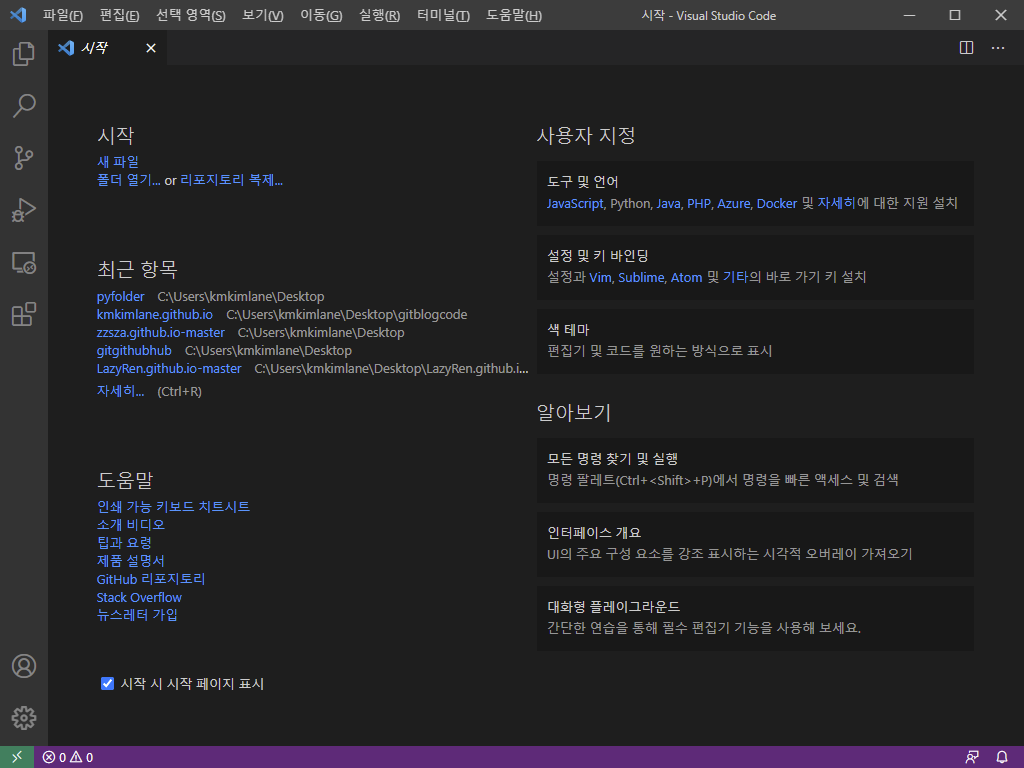 파일(F) 편집(E) 선택 영역(S) 보기(V) 이동(G) 실행(R) 터미널(T) 도움말(H) 시작 - Visual Studio Code
시작
시작
새 파일
폴더 열기... or 리포지토리 복제...
최근 항목
pyfolder C:\Users\kmkimlane\Desktop
kmkimlane.github.io C:\Users\kmkimlane\Desktop\gitblogcode
zzsza.github.io-master C:\Users\kmkimlane\Desktop
gitgithubhub C:\Users\kmkimlane\Desktop
LazyRen.github.io-master C:\Users\kmkimlane\Desktop\LazyRen.github.i...
자세히... (Ctrl+R)
도움말
인쇄 가능 키보드 치트시트
소개 비디오
팁과 요령
제품 설명서
GitHub 리포지토리
Stack Overflow
뉴스레터 가입
시작 시 시작 페이지 표시
사용자 지정
도구 및 언어
JavaScript, Python, Java, PHP, Azure, Docker 및 자세히에 대한 지원 설치
설정 및 키 바인딩
설정과 Vim, Sublime, Atom 및 기타의 바로 가기 키 설치
색 테마
편집기 및 코드를 원하는 방식으로 표시
알아보기
모든 명령 찾기 및 실행
명령 팔레트(Ctrl+<Shift>+P)에서 명령을 빠른 액세스 및 검색
인터페이스 개요
UI의 주요 구성 요소를 강조 표시하는 시각적 오버레이 가져오기
대화형 플레이그라운드
간단한 연습을 통해 필수 편집기 기능을 사용해 보세요.
0 0